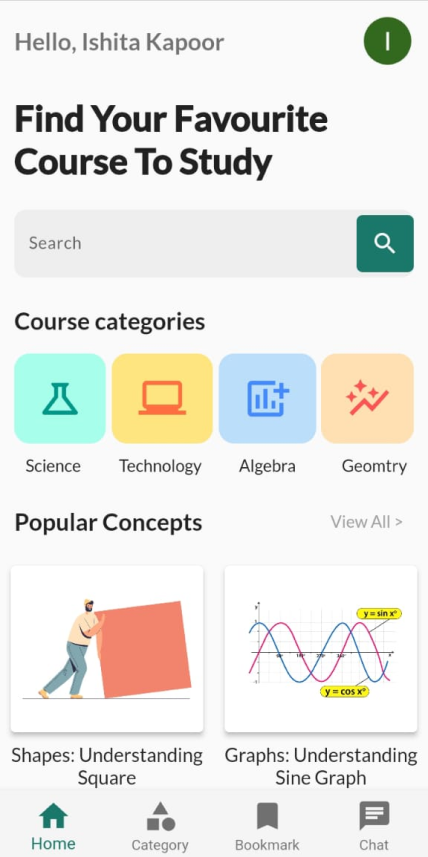 Hello, Ishita Kapoor
I
Find Your Favourite
Course To Study
Search
Course categories
Science
Technology
Algebra
Geomtry
Popular Concepts
View All >
y = sin x°
y = cos x°
Shapes: Understanding
Square
Graphs: Understanding
Sine Graph
Home
Category
Bookmark
Chat